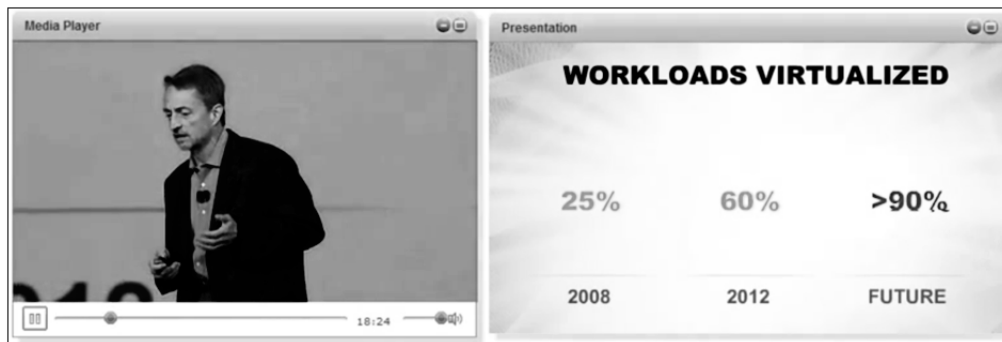 Media Player
18:24
Presentation
WORKLOADS VIRTUALIZED
25% 60% >90%
2008 2012 FUTURE